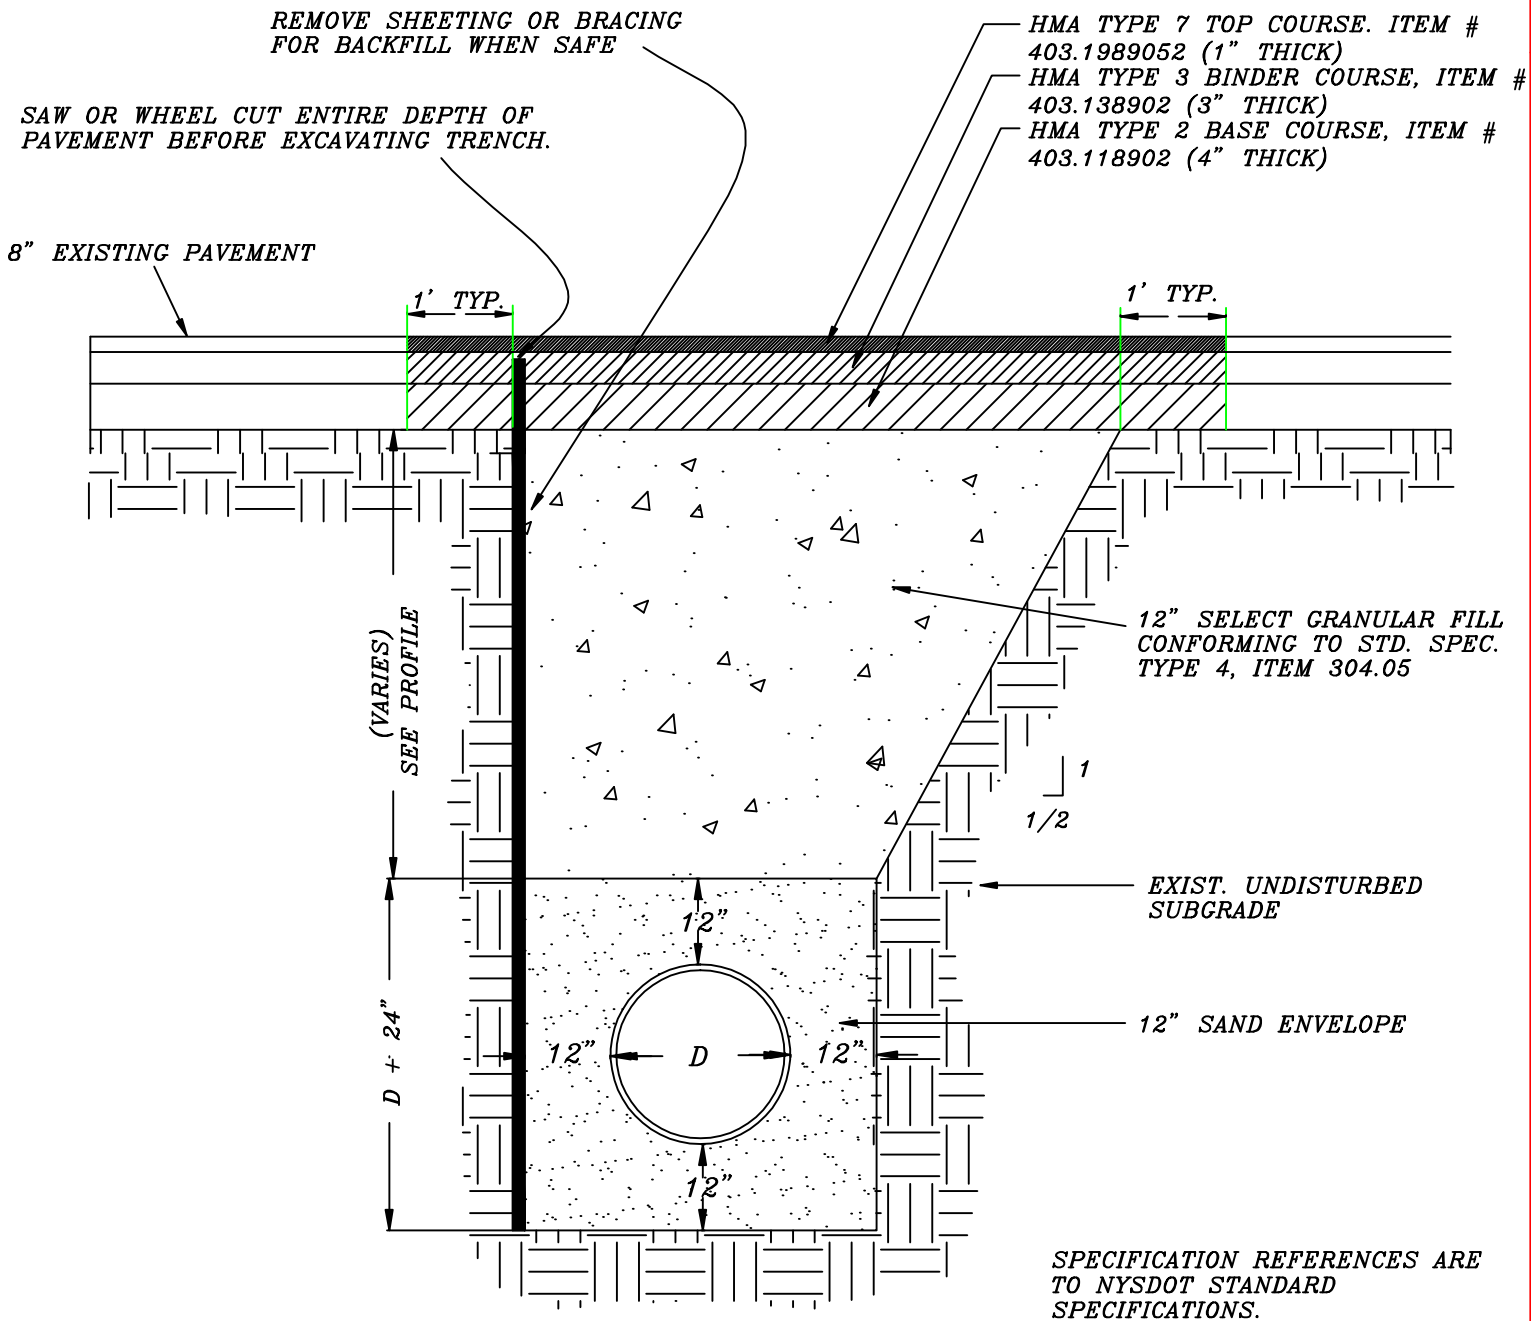 REMOVE SHEETING OR BRACING
FOR BACKFILL WHEN SAFE
HMA TYPE 7 TOP COURSE. ITEM #
403.1989052 (1” THICK)
HMA TYPE 3 BINDER COURSE, ITEM #
403.138902 (3” THICK)
HMA TYPE 2 BASE COURSE, ITEM #
403.118902 (4” THICK)
SAW OR WHEEL CUT ENTIRE DEPTH OF
PAVEMENT BEFORE EXCAVATING TRENCH.
8” EXISTING PAVEMENT
1’ TYP.
1’ TYP.
(VARIES)
SEE PROFILE
12” SELECT GRANULAR FILL
CONFORMING TO STD. SPEC.
TYPE 4, ITEM 304.05
1
1/2
EXIST. UNDISTURBED
SUBGRADE
12”
12” SAND ENVELOPE
D + 24”
12”
D
12”
12”
SPECIFICATION REFERENCES ARE
TO NYSDOT STANDARD
SPECIFICATIONS.